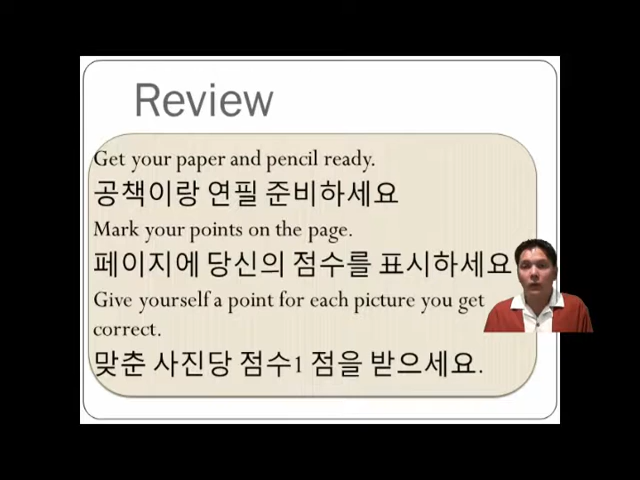 Review
Get your paper and pencil ready.
공책이랑 연필 준비하세요
Mark your points on the page.
페이지에 당신의 점수를 표시하세요
Give yourself a point for each picture you get
correct.
맞춘 사진당 점수1 점을 받으세요.